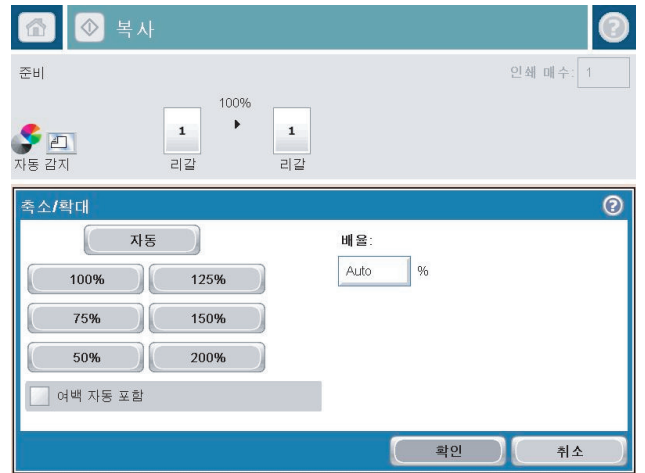 복사
준비
인쇄 매수: 1
100%
1 1
자동 감지 리갈 리갈
축소/확대
자동
배율:
100% 125%
Auto %
75% 150%
50% 200%
여백 자동 포함
확인 취소